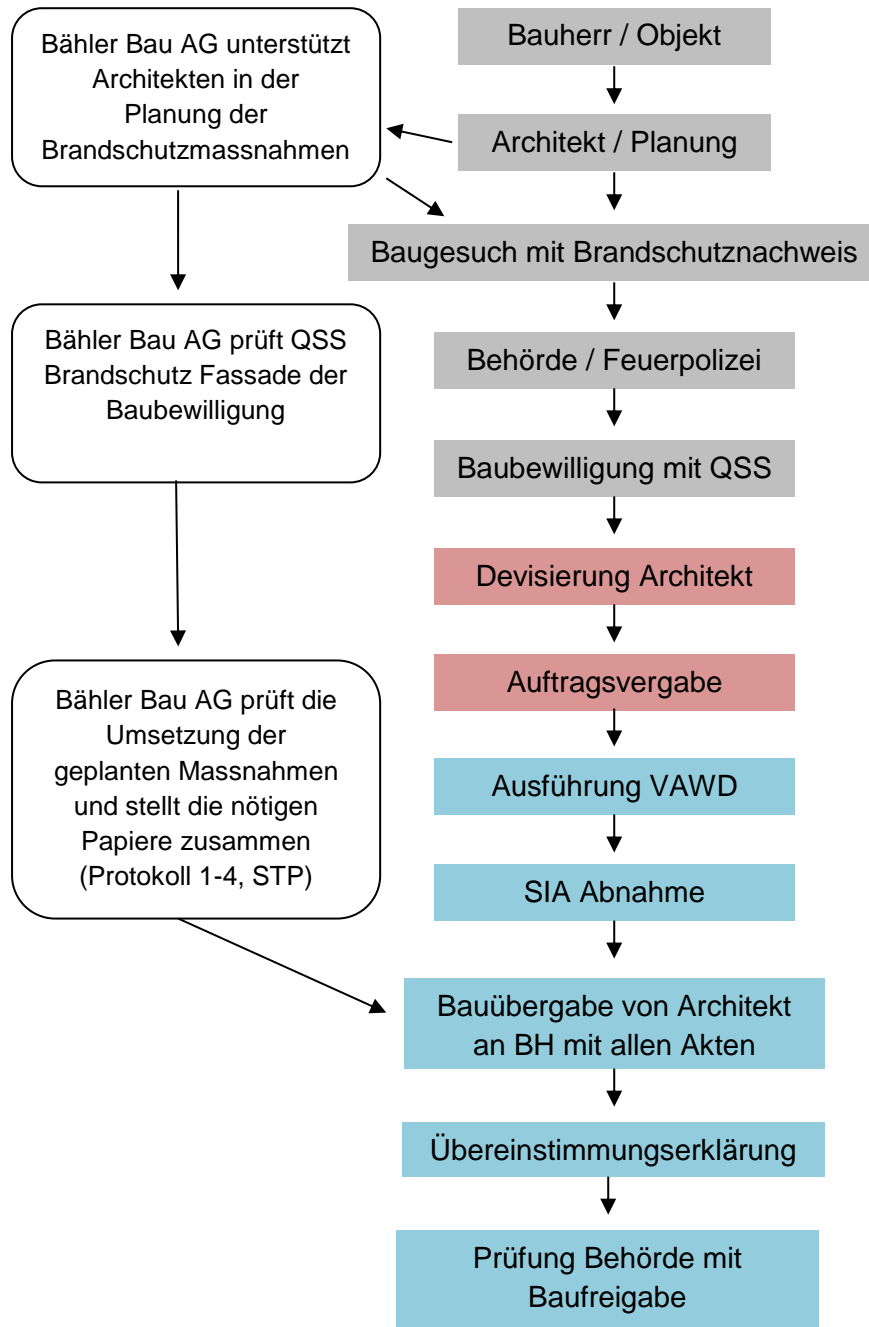 Bähler Bau AG unterstützt
Architekten in der
Planung der
Brandschutzmassnahmen
Bauherr / Objekt
Architekt / Planung
Baugesuch mit Brandschutznachweis
Bähler Bau AG prüft QSS
Brandschutz Fassade der
Baubewilligung
Behörde / Feuerpolizei
Baubewilligung mit QSS
Devisierung Architekt
Auftragsvergabe
Bähler Bau AG prüft die
Umsetzung der
geplanten Massnahmen
und stellt die nötigen
Papiere zusammen
(Protokoll 1-4, STP)
Ausführung VAWD
SIA Abnahme
Bauübergabe von Architekt
an BH mit allen Akten
Übereinstimmungserklärung
Prüfung Behörde mit
Baufreigabe